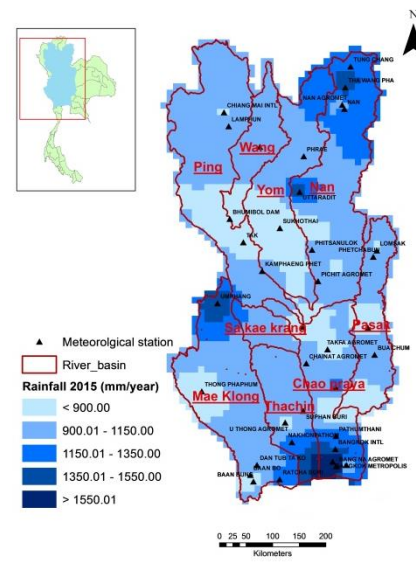 N
TUNG CHANG
THE WANG PHA
NAN AGROMET
NAN
CHIANG MAI INTL
LAMPHUN
Wang
PHRAE
Ping
Yom
Nan
UTTARADIT
BHUMIBOL DAM
SUKHOTHAI
TAK
PHITSANULOK
LOMSAK
PHETCHABUN
KAMPHAENG PHET
PICHIT AGROMET
UMPHANG
Sakae krang
Pasak
TAKFA AGROMET
BUA CHUM
CHAINAT AGROMET
THONG PHAPHUM
Mae Klong
Chao praya
Thachin
SUPHAN BURI
U THONG AGROMET
PATHUMTHANI
NAKHONPATHOM
BANGKOK INTL
DAN TUB TAKO
BANG NA AGROMET
BANGKOK METROPOLIS
RATCHA BURI
Meteorolgical station
River_basin
Rainfall 2015 (mm/year)
< 900.00
900.01 - 1150.00
1150.01 - 1350.00
1350.01 - 1550.00
> 1550.01
0 25 50 100 150 200
Kilometers